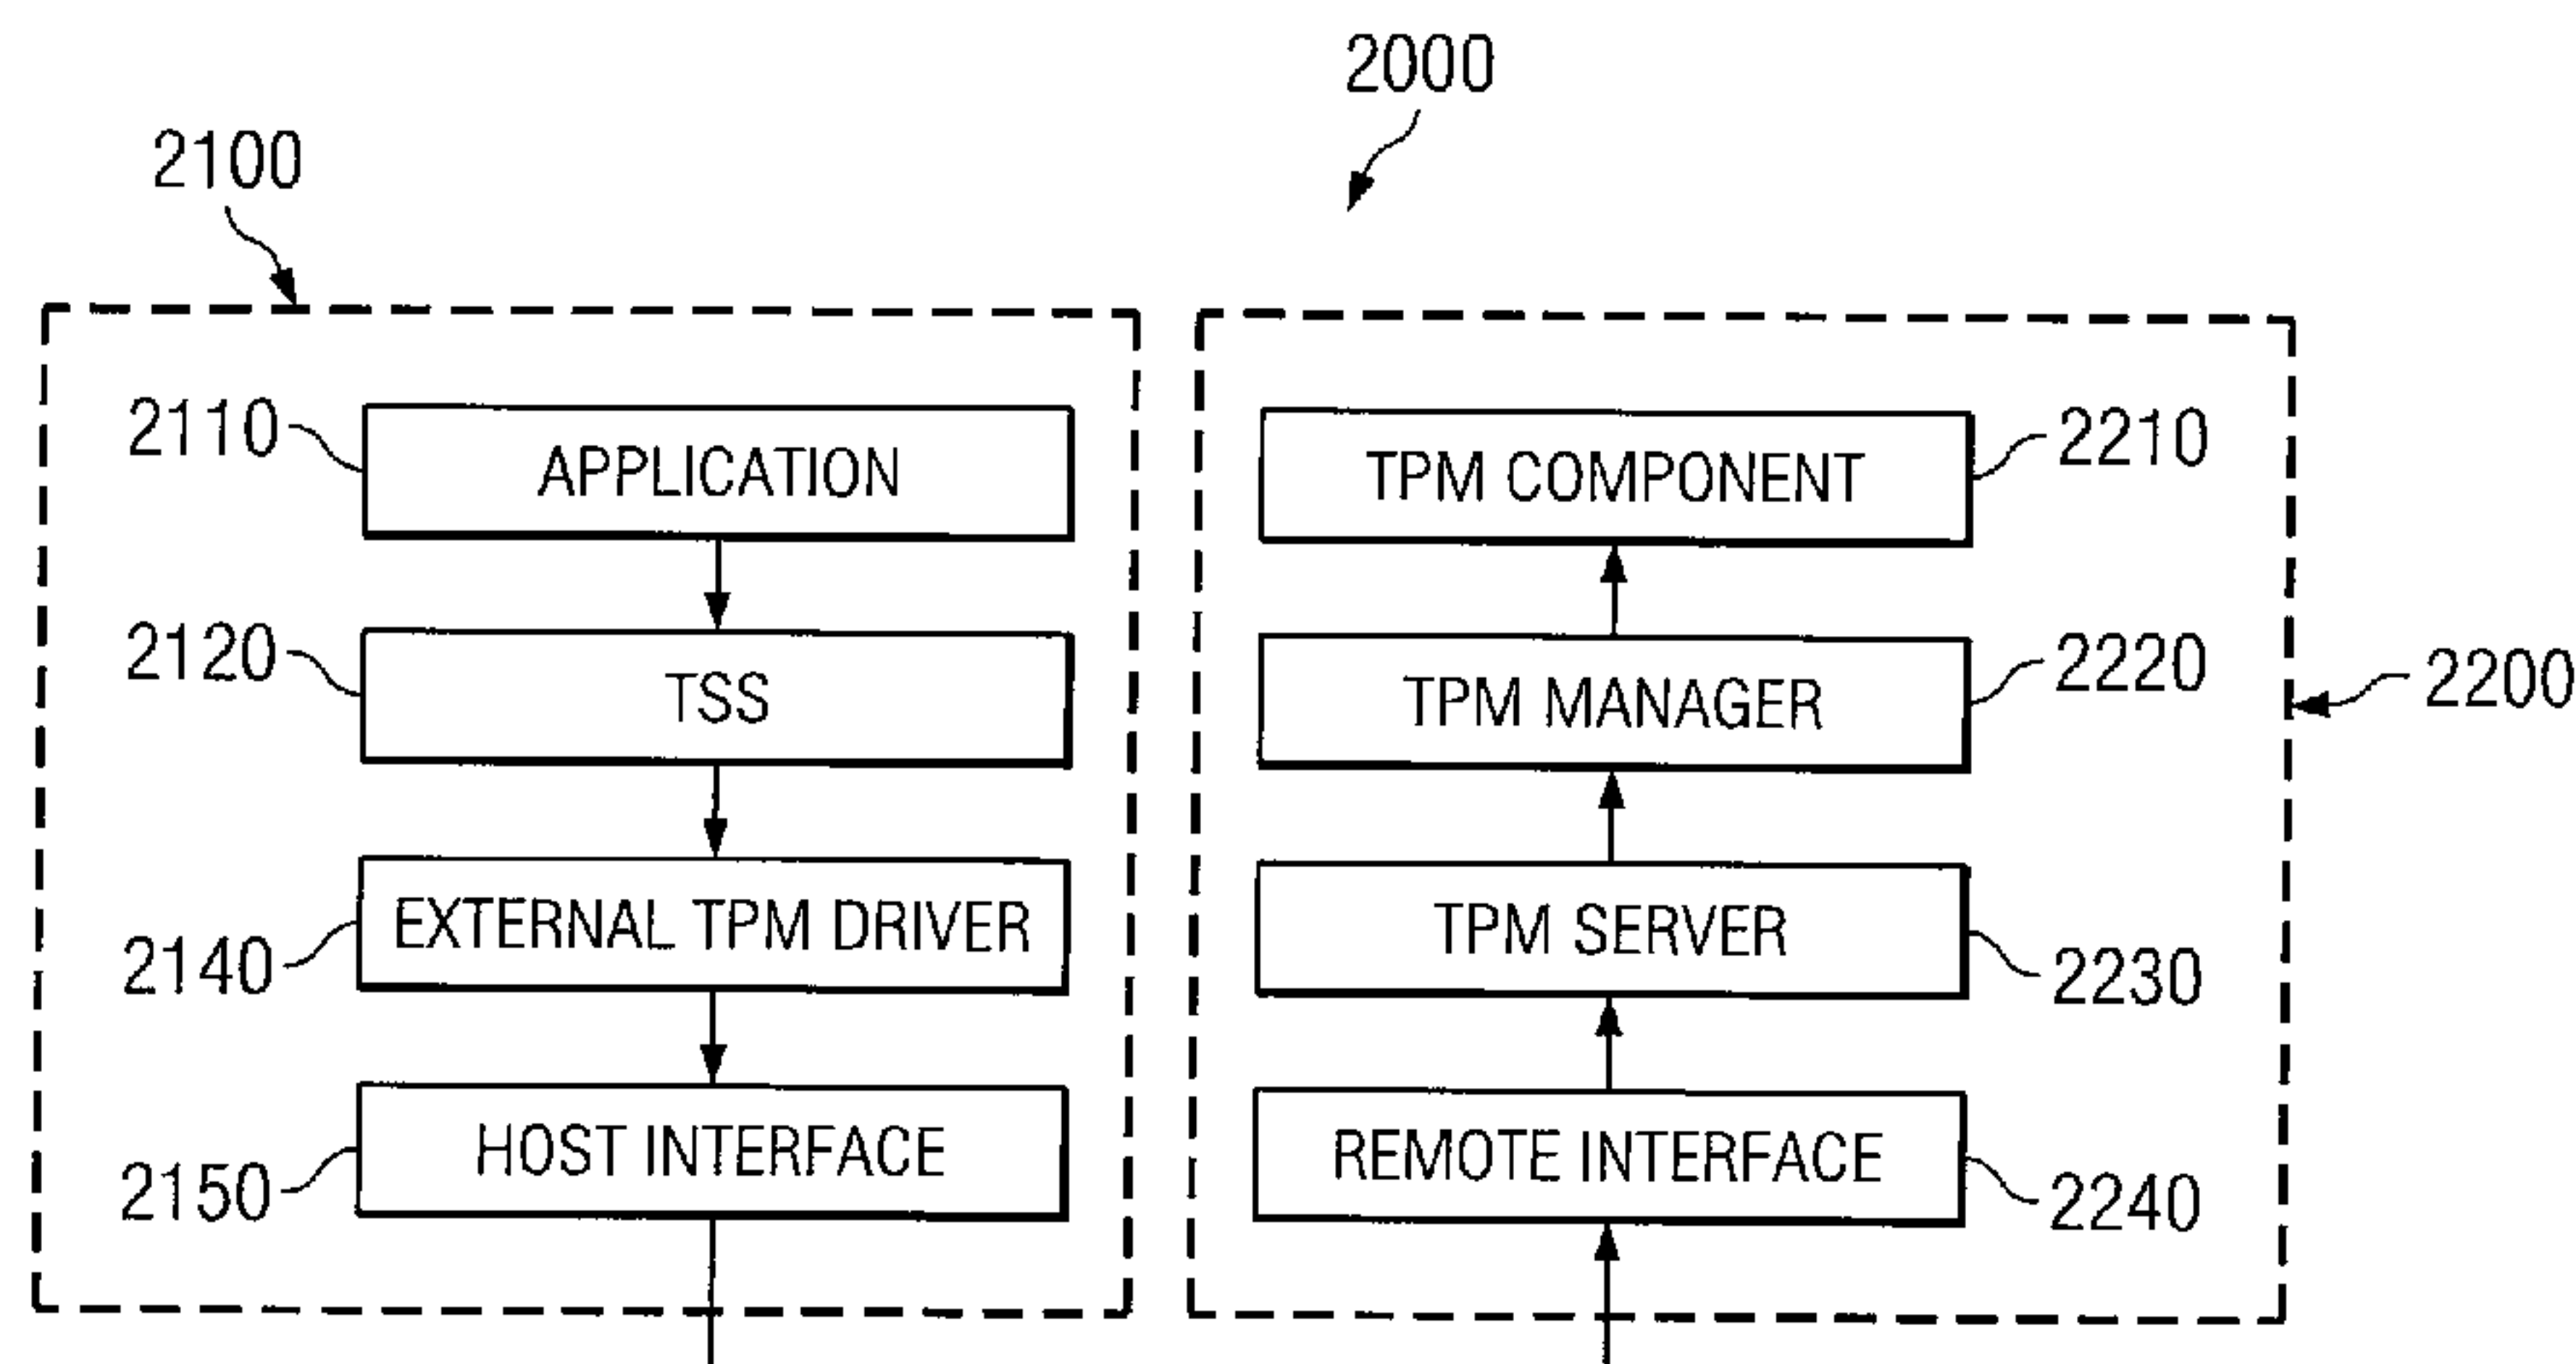 2000
2100
2110
APPLICATION
TPM COMPONENT
2210
2120
TSS
TPM MANAGER
2220
2200
2140
EXTERNAL TPM DRIVER
TPM SERVER
2230
2150
HOST INTERFACE
REMOTE INTERFACE
2240